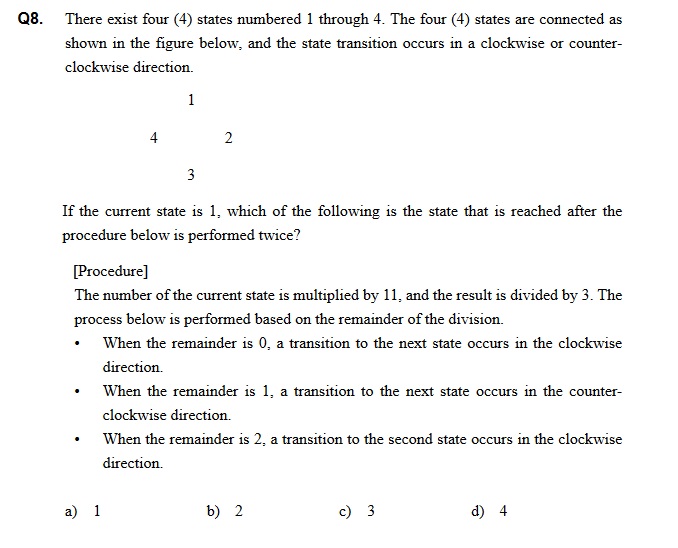 Q8. There exist four (4) states numbered 1 through 4. The four (4) states are connected as
shown in the figure below, and the state transition occurs in a clockwise or counter-
clockwise direction.
1
4 2
3
If the current state is 1, which of the following is the state that is reached after the
procedure below is performed twice?
[Procedure]
The number of the current state is multiplied by 11, and the result is divided by 3. The
process below is performed based on the remainder of the division.
• When the remainder is 0, a transition to the next state occurs in the clockwise
direction.
• When the remainder is 1, a transition to the next state occurs in the counter-
clockwise direction.
• When the remainder is 2, a transition to the second state occurs in the clockwise
direction.
a) 1 b) 2 c) 3 d) 4